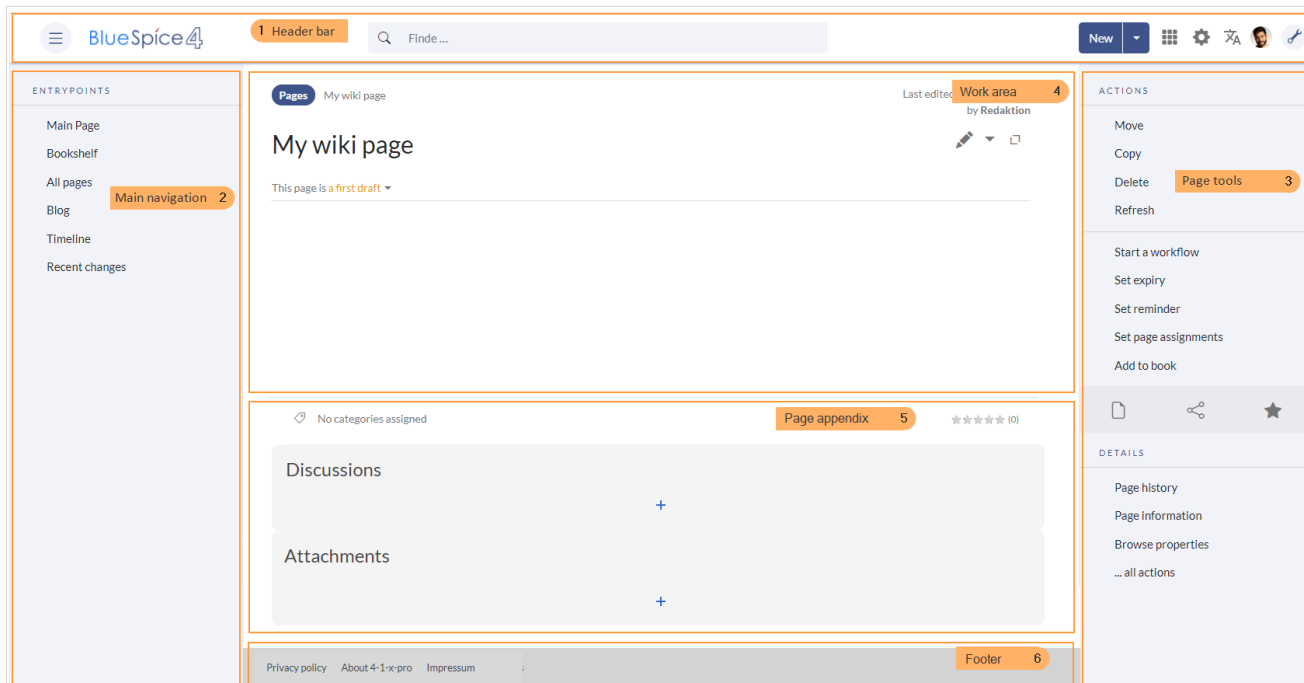 BlueSpice 4
1 Header bar
Finde ...
New
ENTRYPOINTS
Main Page
Bookshelf
All pages
Blog
Timeline
Recent changes
Main navigation 2
Pages My wiki page
Last edited
Work area 4
by Redaktion
My wiki page
This page is a first draft
No categories assigned
Page appendix 5
(0)
Discussions
+
Attachments
+
Privacy policy About 4-1-x-pro Impressum
Footer 6
ACTIONS
Move
Copy
Delete
Refresh
Page tools 3
Start a workflow
Set expiry
Set reminder
Set page assignments
Add to book
DETAILS
Page history
Page information
Browse properties
... all actions